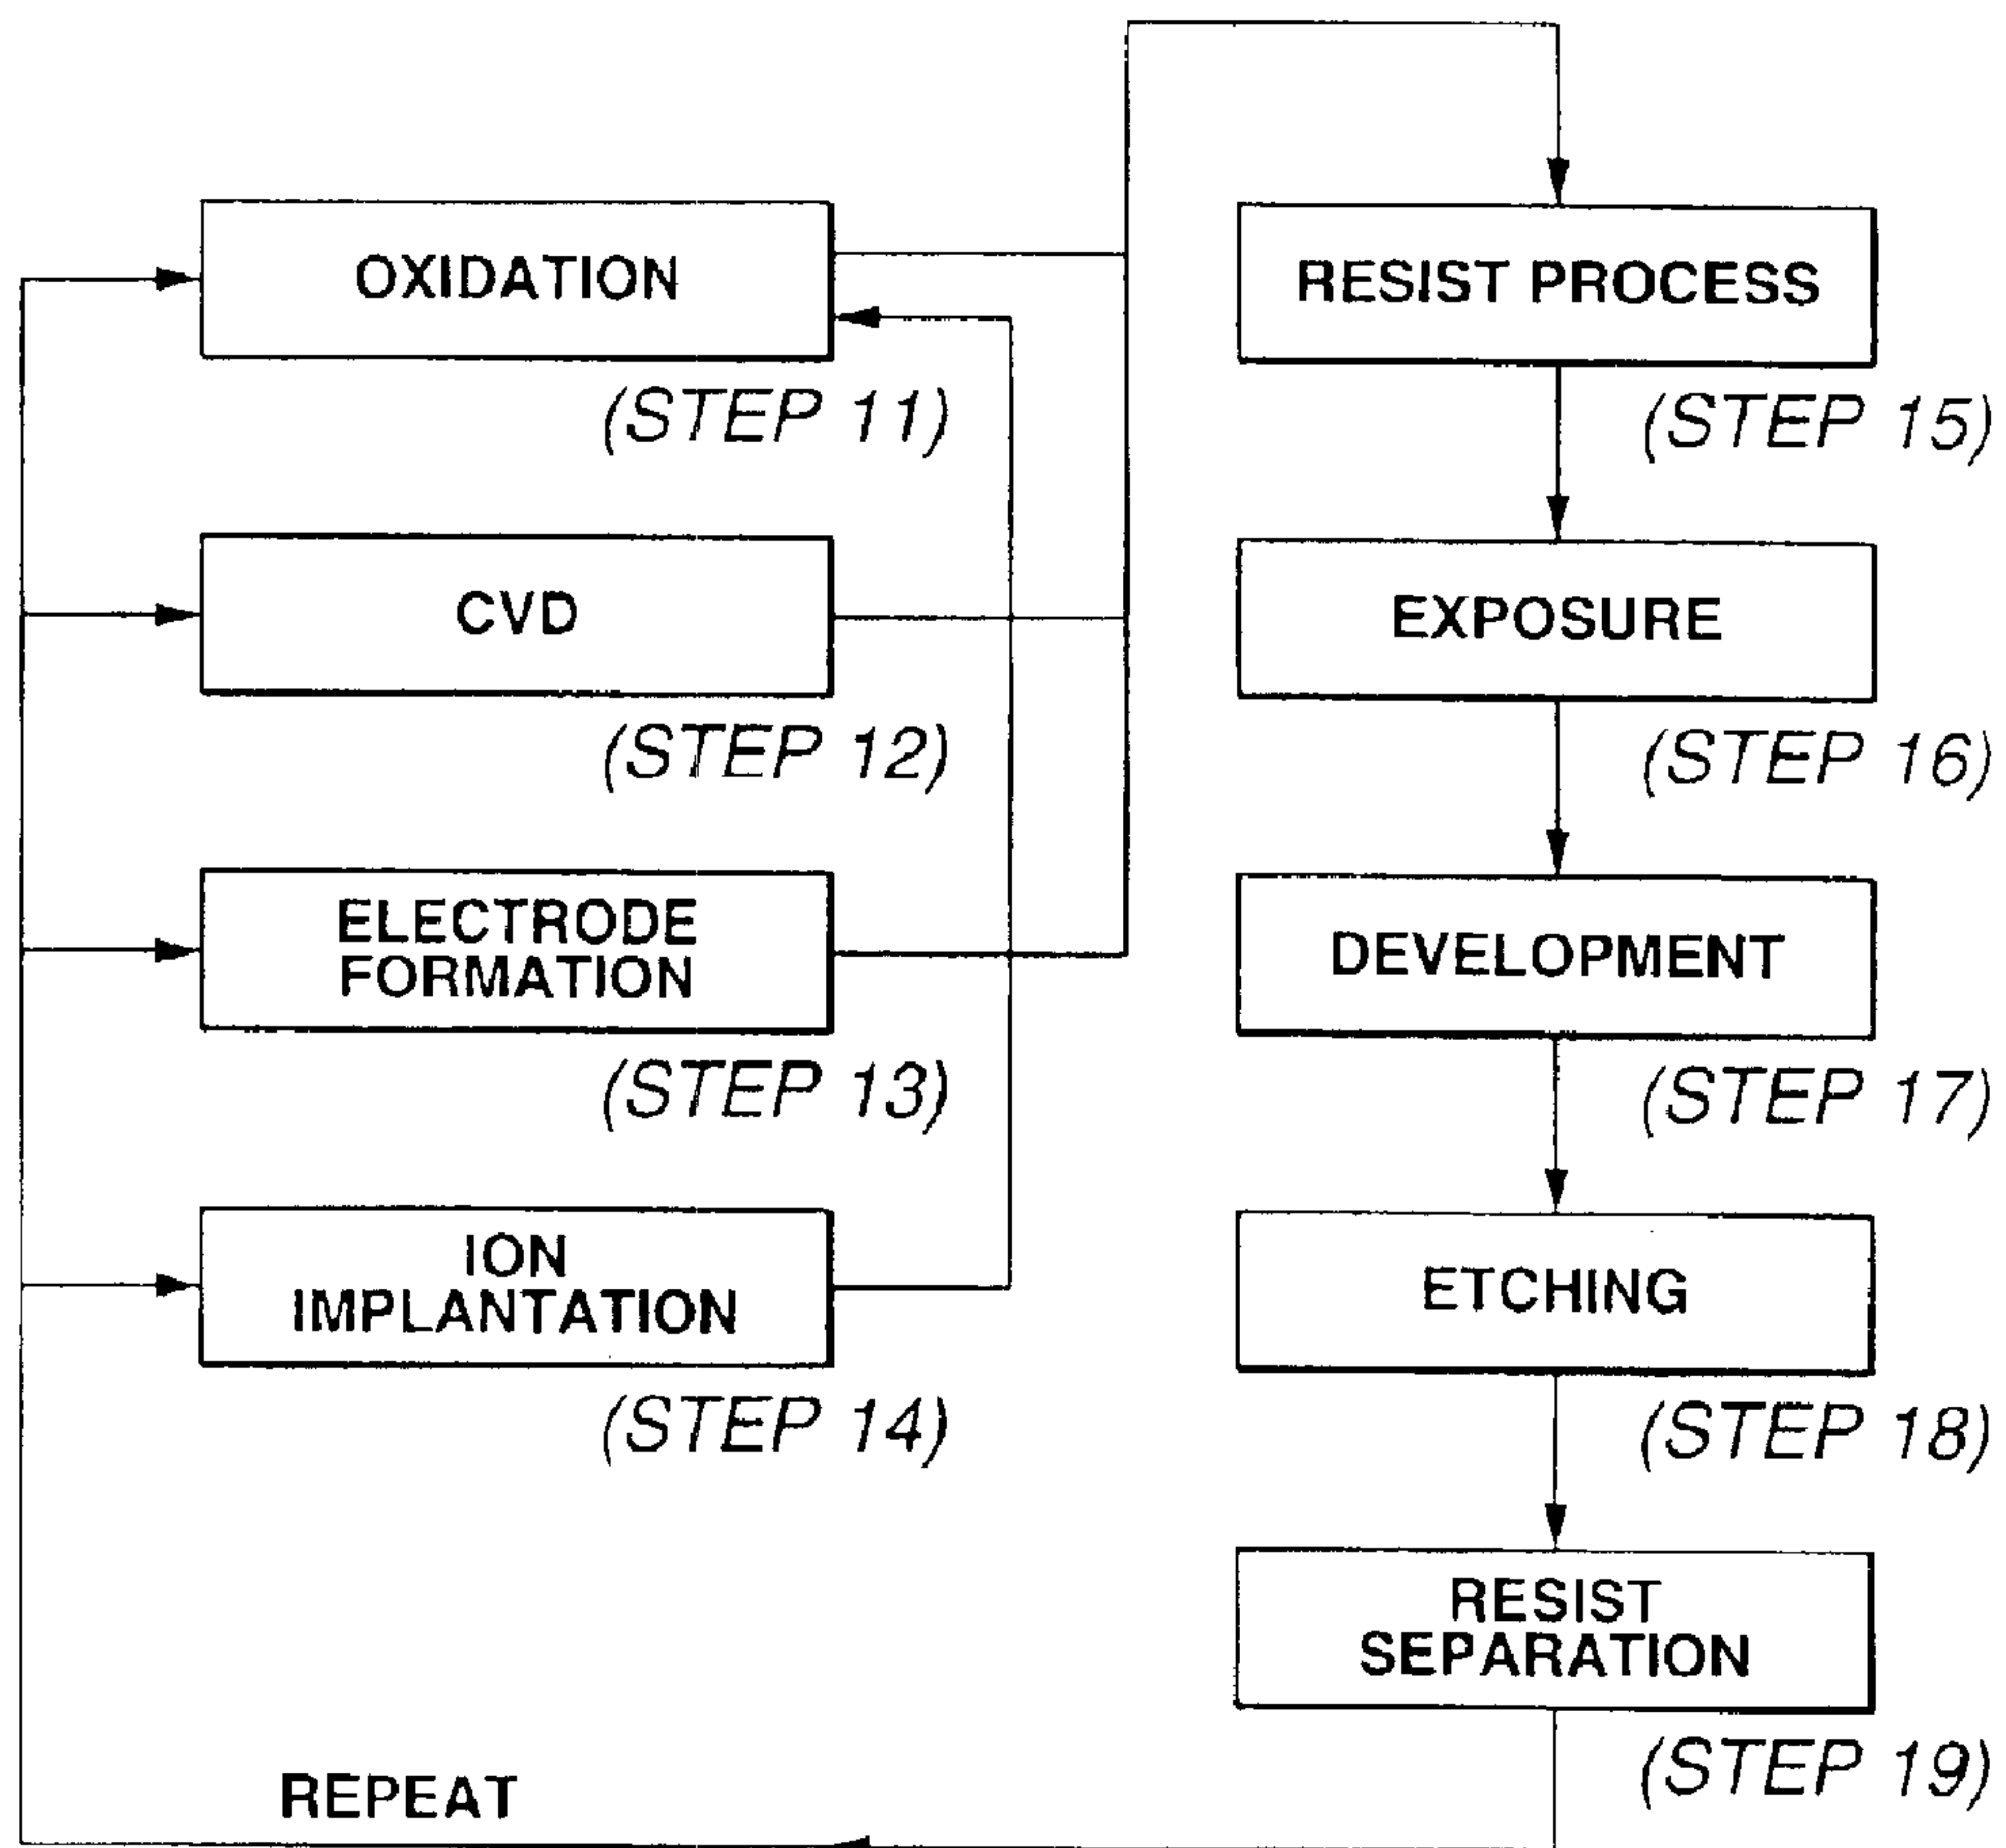 OXIDATION
(STEP 11)
CVD
(STEP 12)
ELECTRODE
FORMATION
(STEP 13)
ION
IMPLANTATION
(STEP 14)
RESIST PROCESS
(STEP 15)
EXPOSURE
(STEP 16)
DEVELOPMENT
(STEP 17)
ETCHING
(STEP 18)
RESIST
SEPARATION
(STEP 19)
REPEAT